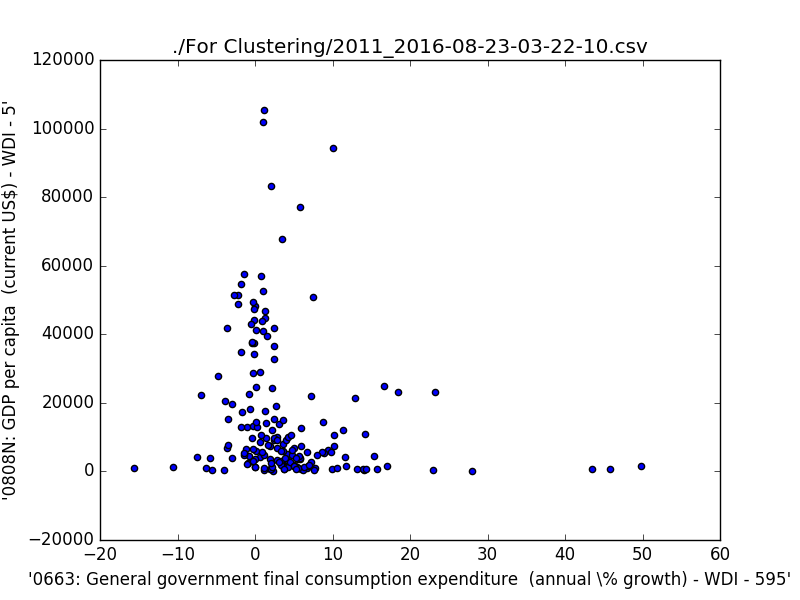 ./For Clustering/2011_2016-08-23-03-22-10.csv
'0808N: GDP per capita  (current US$) - WDI - 5'
120000
100000
80000
60000
40000
20000
0
−20000
−20 −10 0 10 20 30 40 50 60
'0663: General government final consumption expenditure  (annual \% growth) - WDI - 595'